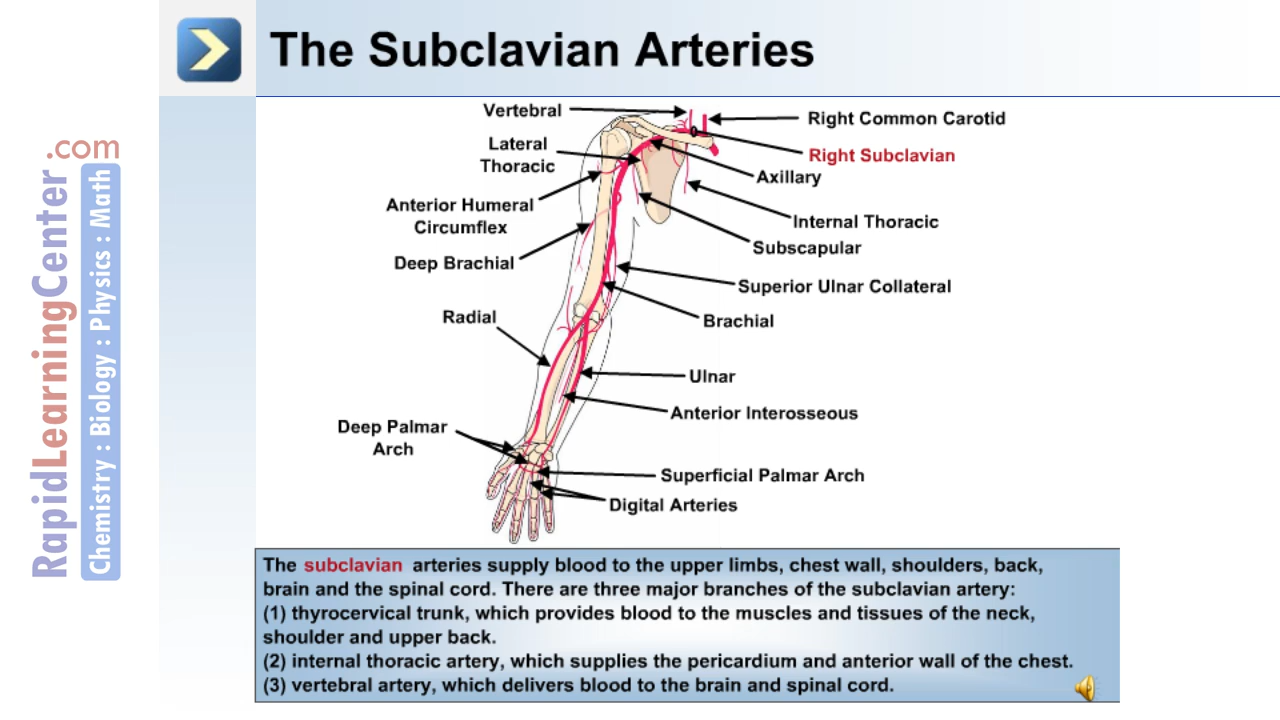 The Subclavian Arteries
RapidLearningCenter.com
Chemistry : Biology : Physics : Math
Vertebral
Right Common Carotid
Lateral
Thoracic
Right Subclavian
Axillary
Anterior Humeral
Circumflex
Internal Thoracic
Subscapular
Deep Brachial
Superior Ulnar Collateral
Radial
Brachial
Ulnar
Anterior Interosseous
Deep Palmar
Arch
Superficial Palmar Arch
Digital Arteries
The subclavian arteries supply blood to the upper limbs, chest wall, shoulders, back,
brain and the spinal cord. There are three major branches of the subclavian artery:
(1) thyrocervical trunk, which provides blood to the muscles and tissues of the neck,
shoulder and upper back.
(2) internal thoracic artery, which supplies the pericardium and anterior wall of the chest.
(3) vertebral artery, which delivers blood to the brain and spinal cord.